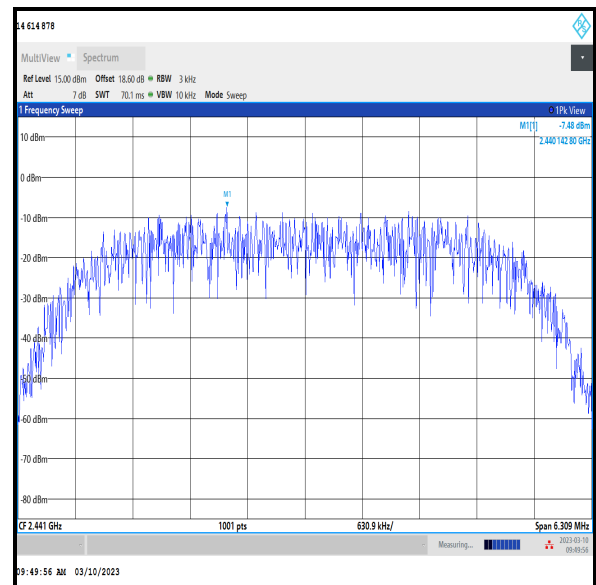 14 614 878
MultiView Spectrum
Ref Level 15.00 dBm Offset 18.60 dB RBW 3 kHz
Att 7 dB SWT 70.1 ms VBW 10 kHz Mode Sweep
1 Frequency Sweep 1Pk View
M1[1] -7.48 dBm
2.440 142 80 GHz
10 dBm
0 dBm
M1
-10 dBm
-20 dBm
-30 dBm
-40 dBm
-50 dBm
-60 dBm
-70 dBm
-80 dBm
CF 2.441 GHz 1001 pts 630.9 kHz/ Span 6.309 MHz
Measuring... 2023-03-10
09:49:56
09:49:56 AM 03/10/2023